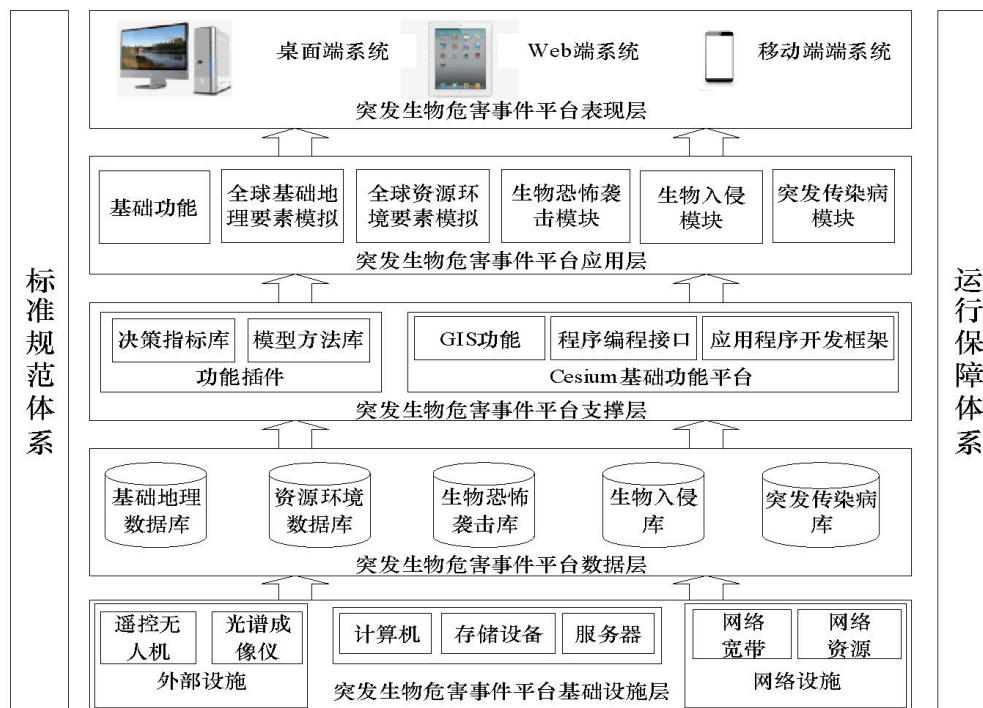 标
准
规
范
体
系
桌面端系统
Web端系统
移动端端系统
突发生物危害事件平台表现层
基础功能
全球基础地
理要素模拟
全球资源环
境要素模拟
生物恐怖袭
击模块
生物入侵
模块
突发传染病
模块
突发生物危害事件平台应用层
决策指标库
模型方法库
功能插件
GIS功能
程序编程接口
应用程序开发框架
Cesium基础功能平台
突发生物危害事件平台支撑层
基础地理
数据库
资源环境
数据库
生物恐怖
袭击库
生物入侵
库
突发传染病
库
突发生物危害事件平台数据层
遥控无
人机
光谱成
像仪
外部设施
计算机
存储设备
服务器
突发生物危害事件平台基础设施层
网络
宽带
网络
资源
网络设施
运
行
保
障
体
系